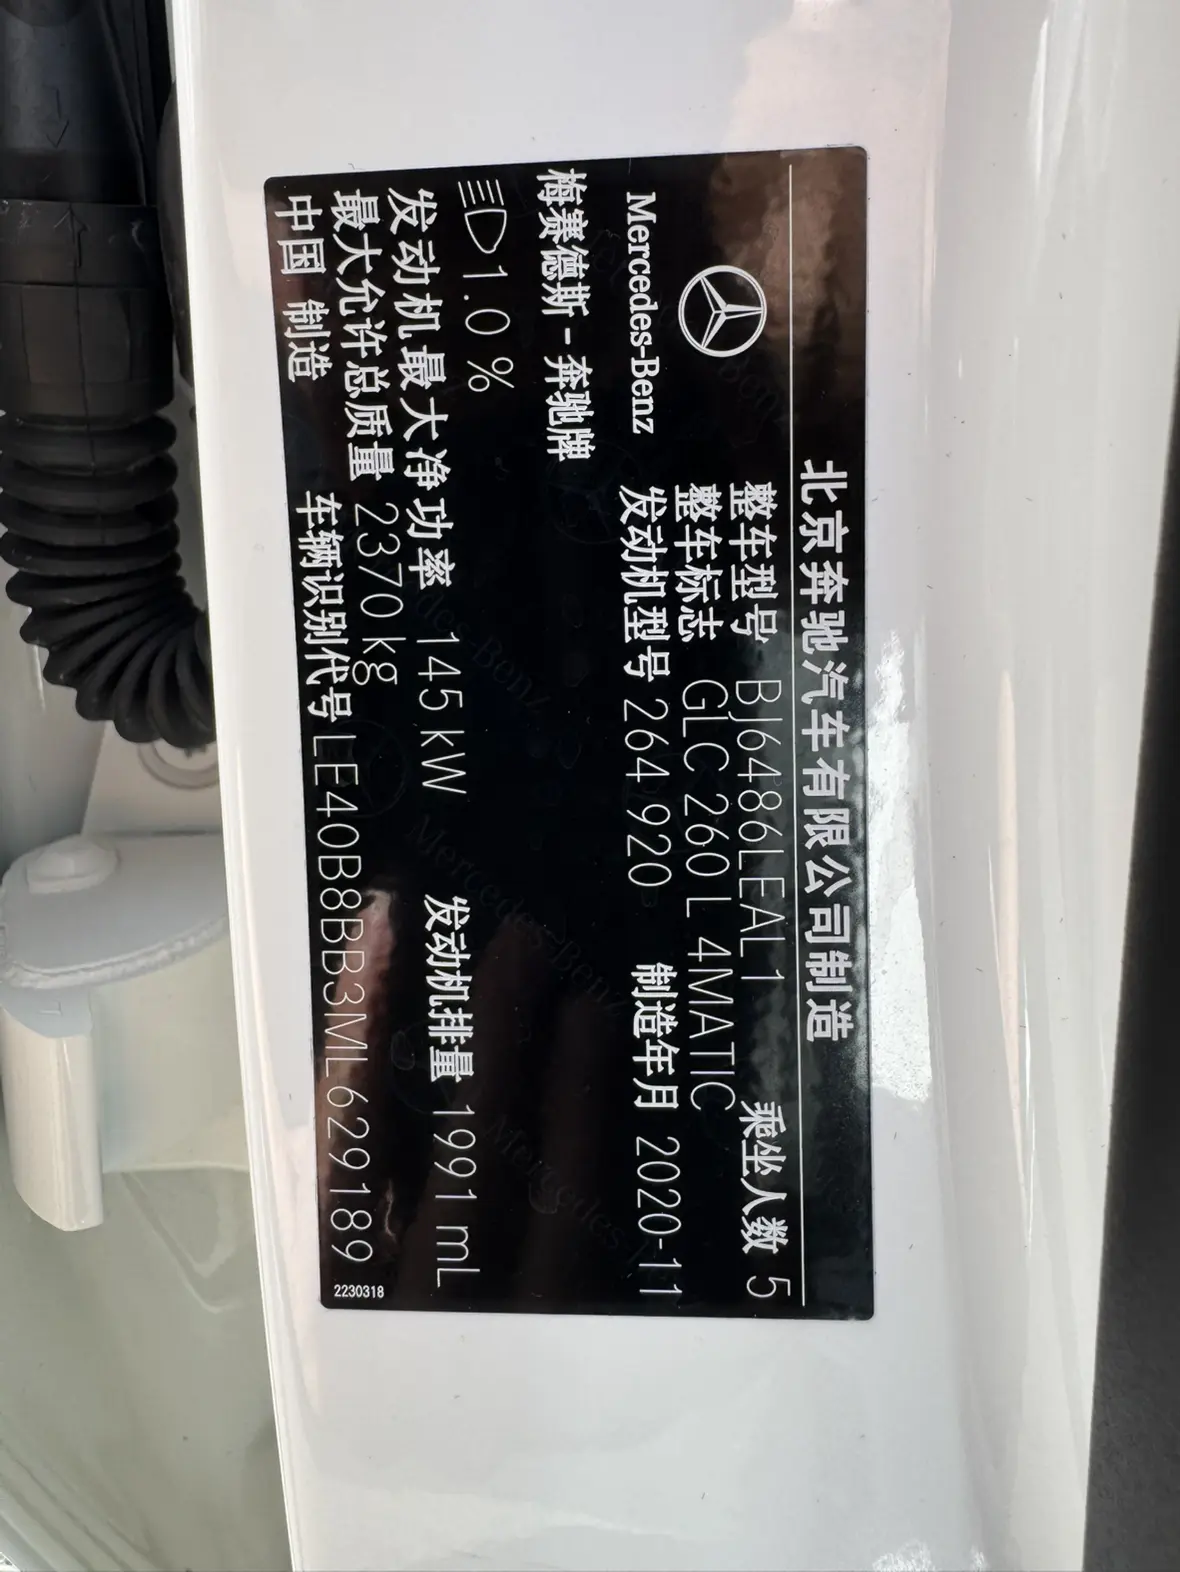 北京奔驰汽车有限公司制造
整车型号 BJ6486LEAL1 乘坐人数 5
Mercedes-Benz 整车标志 GLC 260 L 4MATIC
发动机型号 264 920 制造年月 2020-11
梅赛德斯-奔驰牌
1.0 %
发动机最大净功率 145 kW 发动机排量 1991 mL
最大允许总质量 2370 kg
中国 制造 车辆识别代号 LE40B8BB3ML629189
2230318